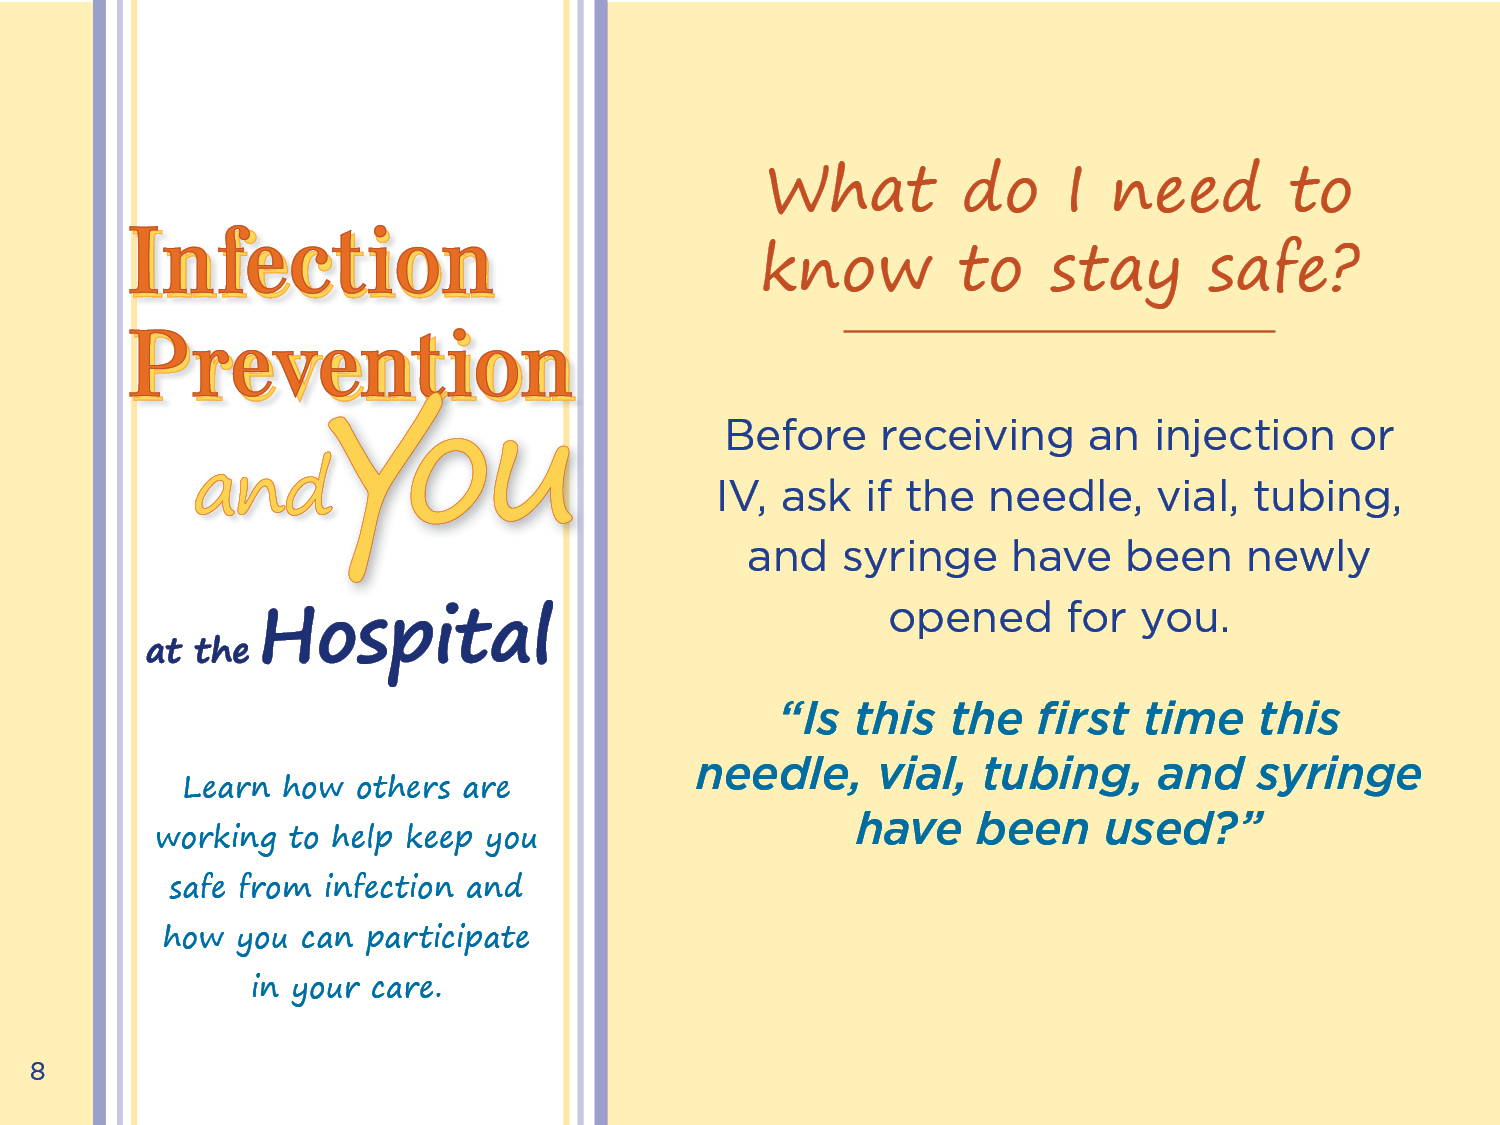 Infection
Prevention
and You
at the Hospital
Learn how others are
working to help keep you
safe from infection and
how you can participate
in your care.
8
What do I need to
know to stay safe?
Before receiving an injection or
IV, ask if the needle, vial, tubing,
and syringe have been newly
opened for you.
“Is this the first time this
needle, vial, tubing, and syringe
have been used?”